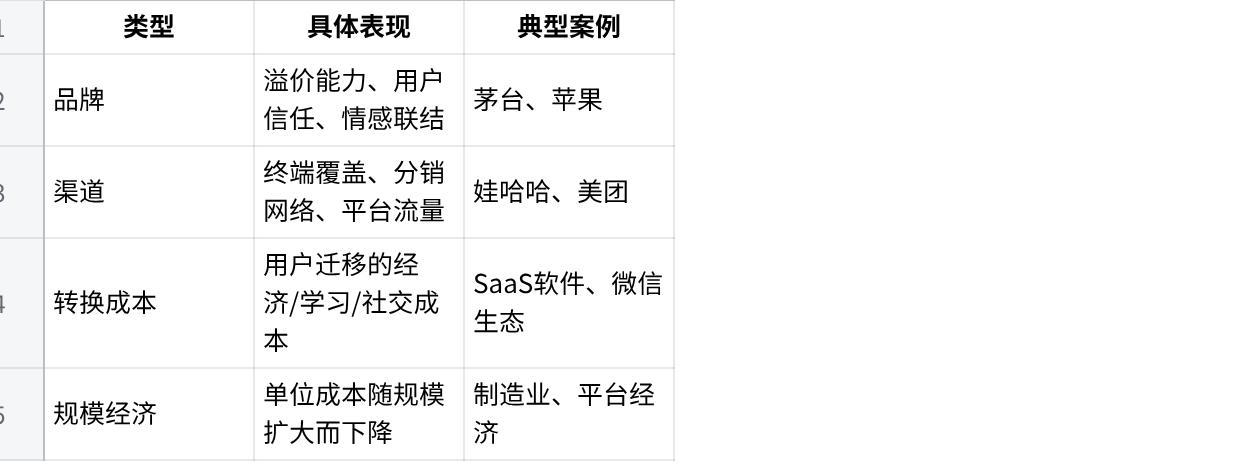 类型
具体表现
典型案例
品牌
溢价能力、用户
信任、情感联结
茅台、苹果
渠道
终端覆盖、分销
网络、平台流量
娃哈哈、美团
转换成本
用户迁移的经
济/学习/社交成
本
SaaS软件、微信
生态
规模经济
单位成本随规模
扩大而下降
制造业、平台经
济